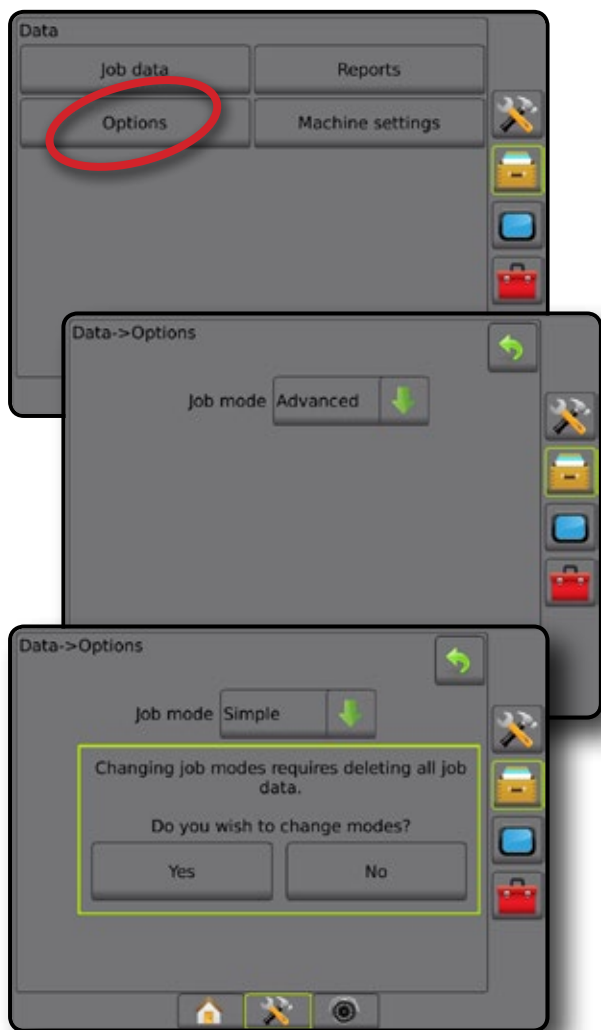 Data
Job data Reports
Options Machine settings
Data->Options
Job mode Advanced
Data->Options
Job mode Simple
Changing job modes requires deleting all job
data.
Do you wish to change modes?
Yes No